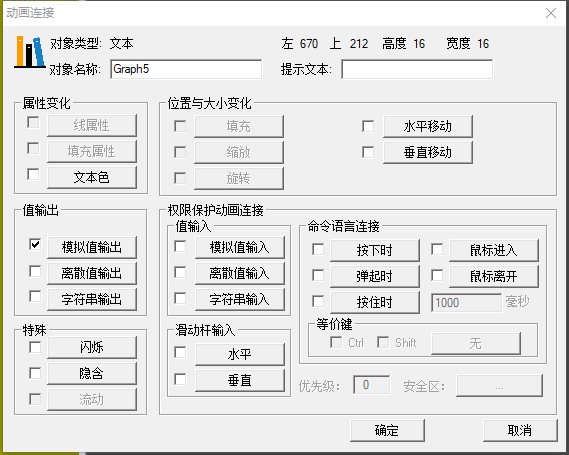 动画连接
对象类型: 文本 左 670 上 212 高度 16 宽度 16
对象名称: Graph5 提示文本:
属性变化 位置与大小变化
线属性 填充 水平移动
填充属性 缩放 垂直移动
文本色 旋转
值输出 权限保护动画连接
值输入 命令语言连接
模拟值输出 模拟值输入 按下时 鼠标进入
离散值输出 离散值输入 弹起时 鼠标离开
字符串输出 字符串输入 按住时 1000 毫秒
特殊 滑动杆输入 等价键
闪烁 水平 Ctrl Shift 无
隐含 垂直 优先级: 0 安全区: ...
流动
确定 取消